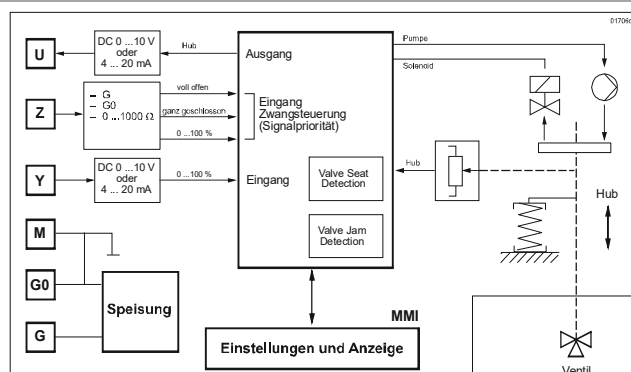 01706d
U
DC 0 ...10 V
oder
4 ... 20 mA
Hub
Ausgang
Pumpe
Solenoid
Z
– G
– G0
– 0 ...1000 Ω
voll offen
ganz geschlossen
0 ...100 %
Eingang
Zwangsteuerung
(Signalpriorität)
Y
DC 0 ...10 V
oder
4 ... 20 mA
0 ...100 %
Eingang
Valve Seat
Detection
Valve Jam
Detection
Hub
Hub
M
G0
G
Speisung
MMI
Einstellungen und Anzeige
Ventil